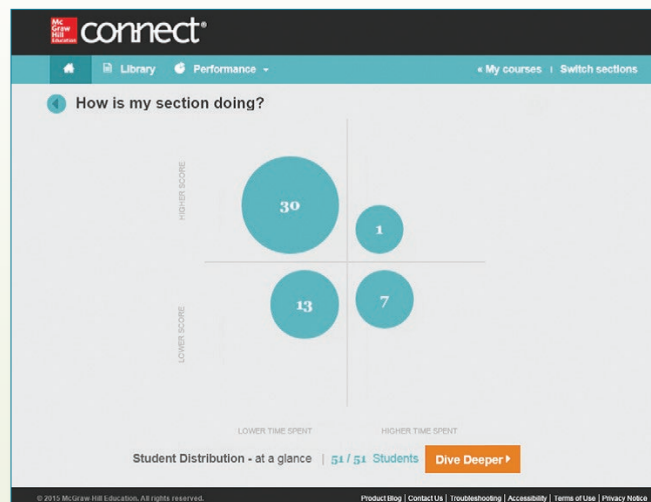 Mc
Graw
Hill
Education
connect®
Library Performance « My courses | Switch sections
How is my section doing?
HIGHER SCORE
30
1
LOWER SCORE
13
7
LOWER TIME SPENT HIGHER TIME SPENT
Student Distribution - at a glance | 51 / 51 Students Dive Deeper
© 2015 McGraw Hill Education. All rights reserved. Product Blog | Contact Us | Troubleshooting | Accessibility | Terms of Use | Privacy Notice